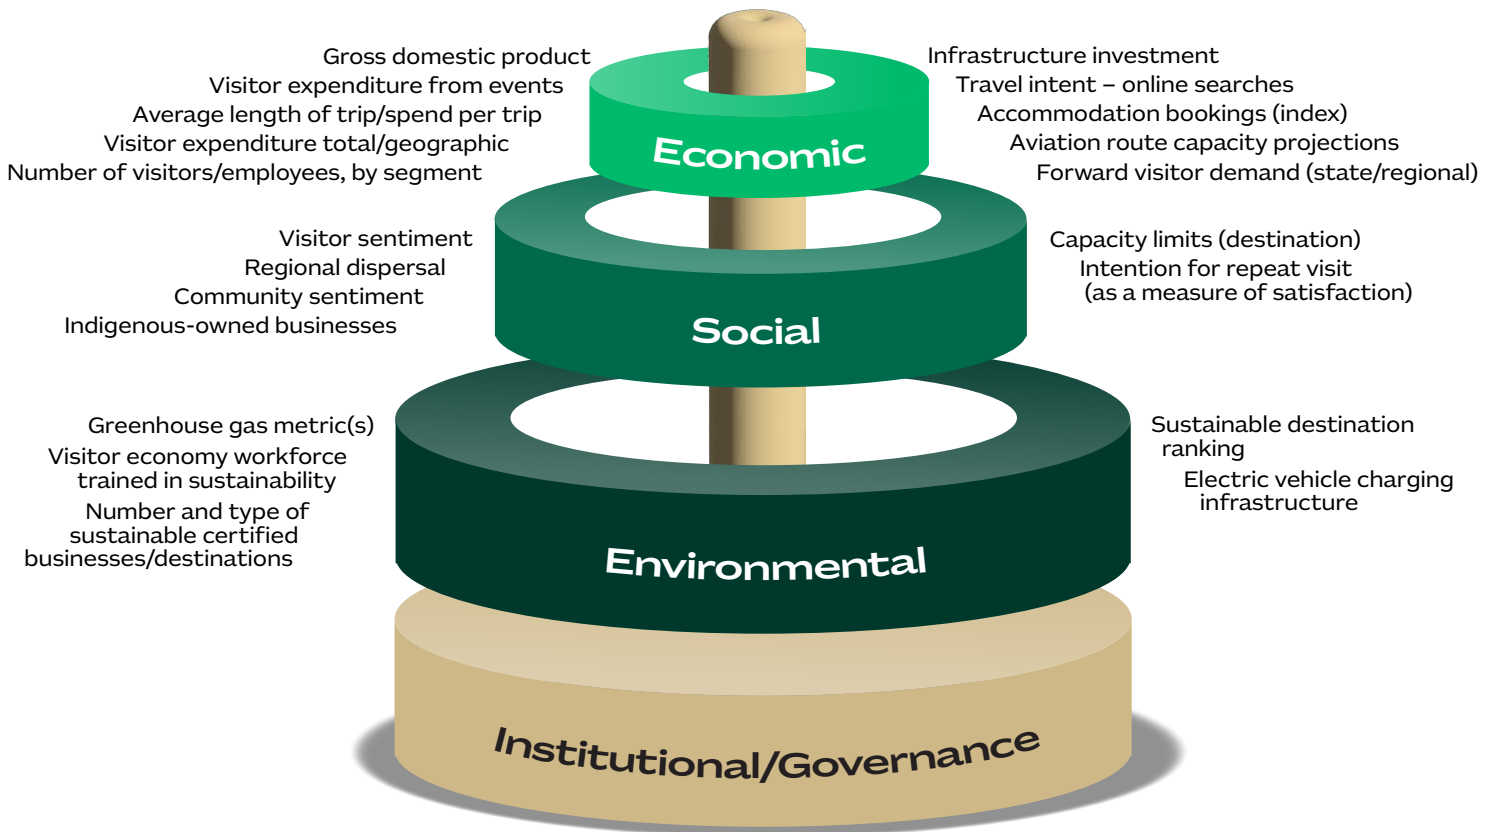 Gross domestic product
Visitor expenditure from events
Average length of trip/spend per trip
Visitor expenditure total/geographic
Number of visitors/employees, by segment
Infrastructure investment
Travel intent – online searches
Accommodation bookings (index)
Aviation route capacity projections
Forward visitor demand (state/regional)
Economic
Visitor sentiment
Regional dispersal
Community sentiment
Indigenous-owned businesses
Capacity limits (destination)
Intention for repeat visit
(as a measure of satisfaction)
Social
Greenhouse gas metric(s)
Visitor economy workforce
trained in sustainability
Number and type of
sustainable certified
businesses/destinations
Sustainable destination
ranking
Electric vehicle charging
infrastructure
Environmental
Institutional/Governance